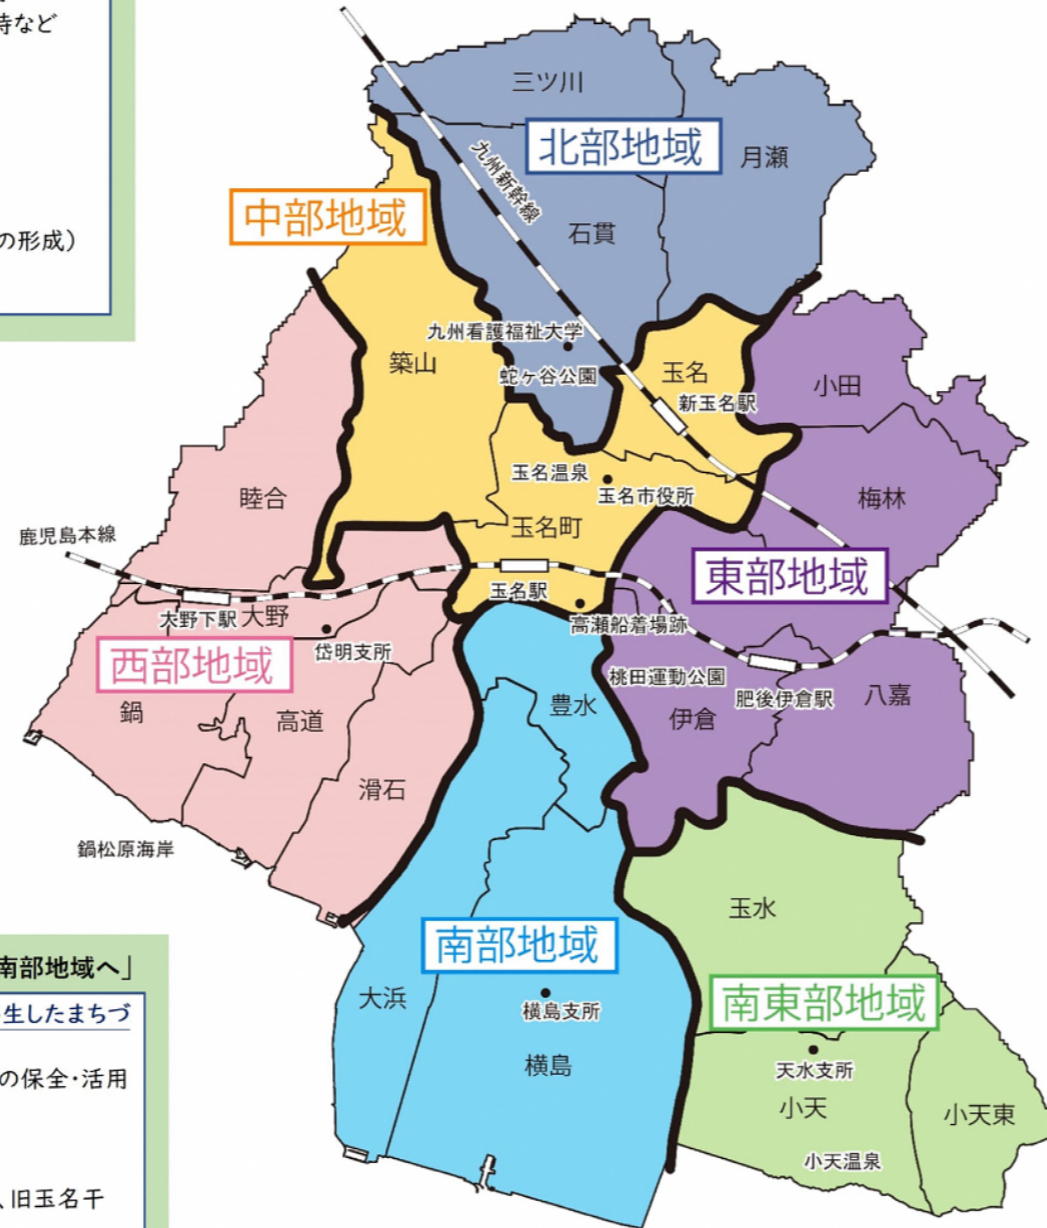 待など
の形成）
三ツ川
北部地域
月瀬
九州新幹線
中部地域
石貫
九州看護福祉大学
築山
蛇ヶ谷公園
玉名
新玉名駅
小田
玉名温泉
玉名市役所
睦合
梅林
玉名町
鹿児島本線
東部地域
玉名駅
大野下駅
大野
高瀬船着場跡
岱明支所
西部地域
桃田運動公園
肥後伊倉駅
八嘉
鍋
高道
豊水
伊倉
滑石
鍋松原海岸
玉水
南部地域
南部地域へ」
大浜
横島支所
南東部地域
生したまちづ
横島
天水支所
の保全・活用
小天
小天東
小天温泉
、旧玉名干